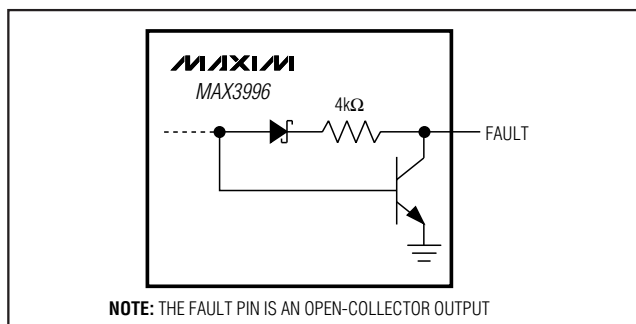 MAXIM
MAX3996
4kΩ
FAULT
NOTE: THE FAULT PIN IS AN OPEN-COLLECTOR OUTPUT